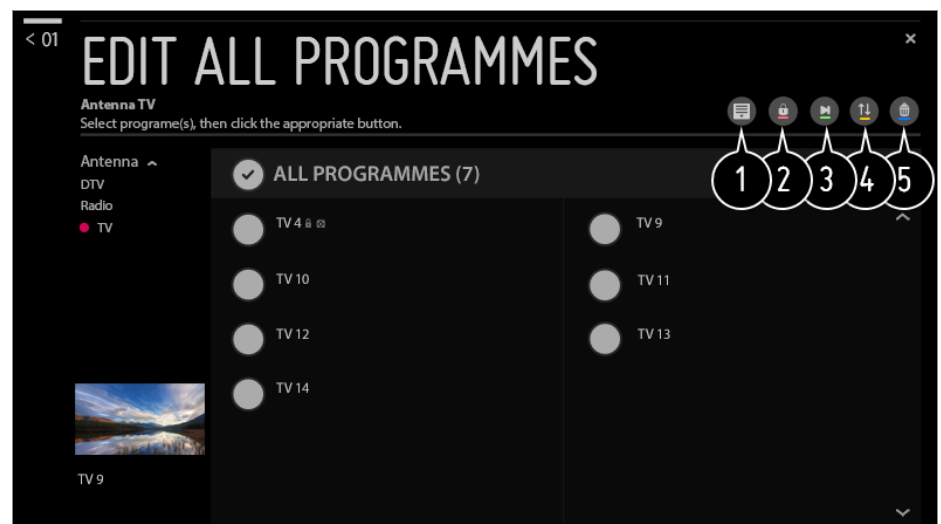 < 01
EDIT ALL PROGRAMMES
×
Antenna TV
Select programe(s), then click the appropriate button.
1 2 3 4 5
Antenna
DTV
Radio
TV
ALL PROGRAMMES (7)
TV 4
TV 9
TV 10
TV 11
TV 12
TV 13
TV 14
TV 9